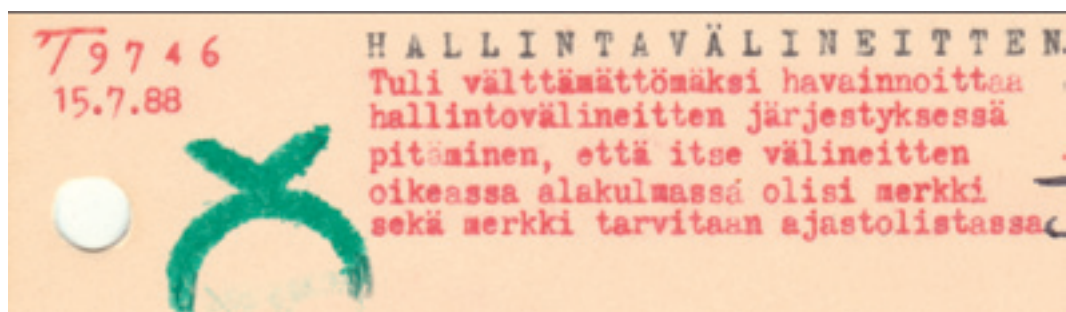 T9746
15.7.88
HALLINTAVÄLINEITTEN
Tuli välttämättömäksi havainnoittaa
hallintovälineitten järjestyksessä
pitäminen, että itse välineitten
oikeassa alakulmassa olisi merkki
sekä merkki tarvitaan ajastolistassa